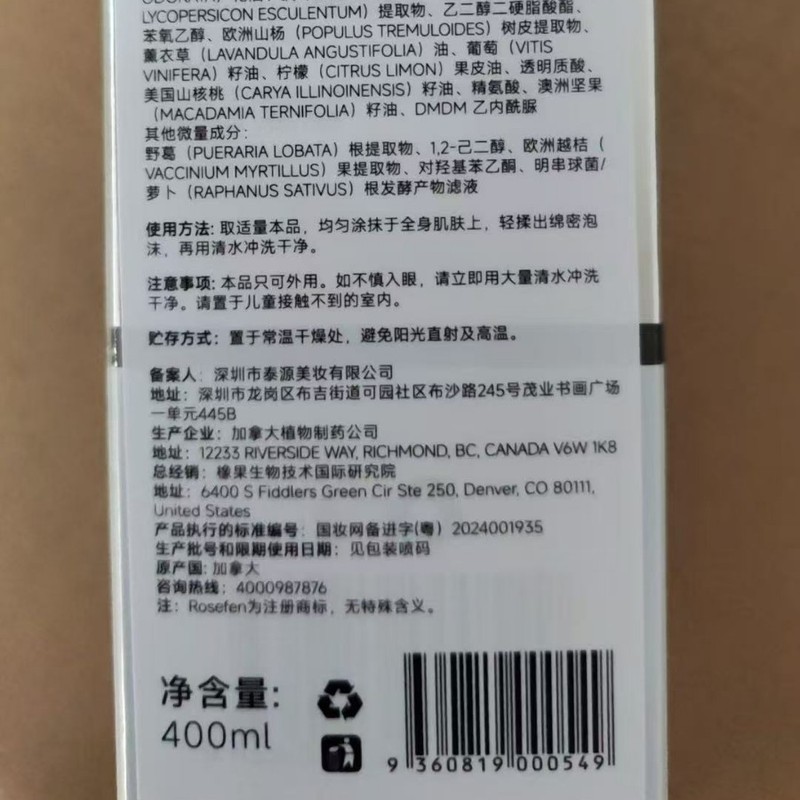 LYCOPERSICON ESCULENTUM）提取物、乙二醇二硬脂酸酯、
苯氧乙醇、欧洲山杨（POPULUS TREMULOIDES）树皮提取物、
薰衣草（LAVANDULA ANGUSTIFOLIA）油、葡萄（VITIS
VINIFERA）籽油、柠檬（CITRUS LIMON）果皮油、透明质酸、
美国山核桃（CARYA ILLINOINENSIS）籽油、精氨酸、澳洲坚果
（MACADAMIA TERNIFOLIA）籽油、DMDM 乙内酰脲
其他微量成分：
野葛（PUERARIA LOBATA）根提取物、1,2-己二醇、欧洲越桔（
VACCINIUM MYRTILLUS）果提取物、对羟基苯乙酮、明串球菌/
萝卜（RAPHANUS SATIVUS）根发酵产物滤液
使用方法: 取适量本品，均匀涂抹于全身肌肤上，轻揉出绵密泡
沫，再用清水冲洗干净。
注意事项: 本品只可外用。如不慎入眼，请立即用大量清水冲洗
干净。请置于儿童接触不到的室内。
贮存方式：置于常温干燥处，避免阳光直射及高温。
备案人：深圳市泰源美妆有限公司
地址：深圳市龙岗区布吉街道可园社区布沙路245号茂业书画广场
一单元445B
生产企业：加拿大植物制药公司
地址：12233 RIVERSIDE WAY, RICHMOND, BC, CANADA V6W 1K8
总经销：橡果生物技术国际研究院
地址：6400 S Fiddlers Green Cir Ste 250, Denver, CO 80111,
United States
产品执行的标准编号：国妆网备进字(粤）2024001935
生产批号和限期使用日期：见包装喷码
原产国: 加拿大
咨询热线：4000987876
注：Rosefen为注册商标，无特殊含义。
净含量:
400ml
9 360819 000549